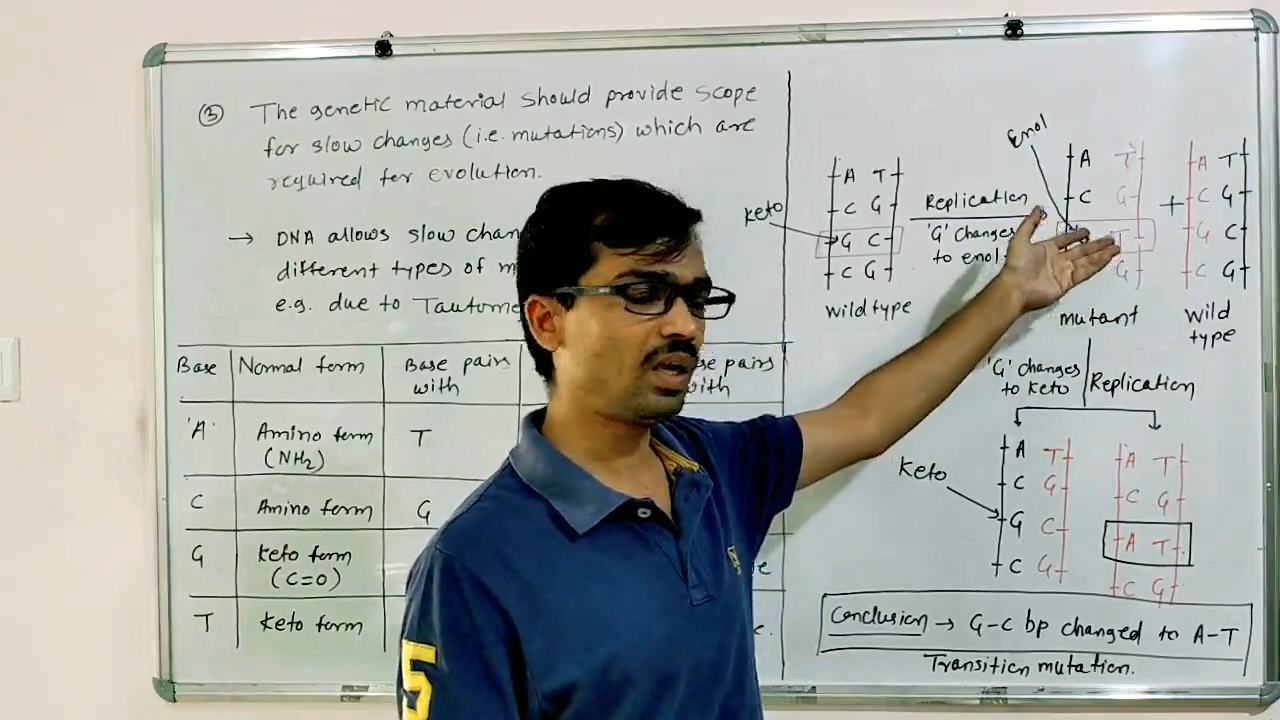 ③ The genetic material should provide scope
for slow changes (i.e. mutations) which are
required for evolution.
→ DNA allows slow chan
different types of m
e.g. due to Tautome
Base Normal form Base pairs with se pairs with
'A' Amino form (NH₂) T
C Amino form G
G Keto form (C=O) e
T Keto form c.
Keto
A T
C G
G C
C G
wild type
Replication
'G' changes
to enol
Enol
A T
C G
T
G
mutant
+
A T
C G
G C
C G
wild
type
'G' changes
to keto
Replication
Keto
A T
C G
G C
C G
A T
C G
A T
C G
Conclusion → G-C bp changed to A-T
Transition mutation.
5